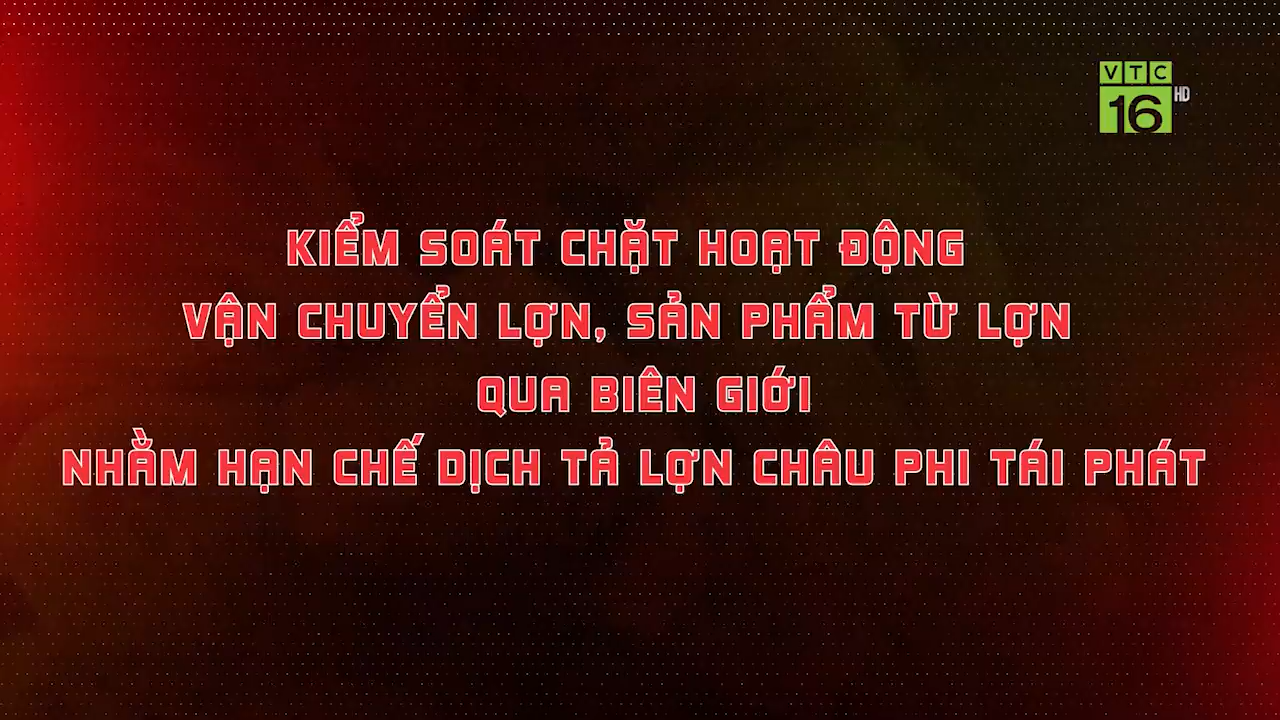 VTC
16 HD
KIỂM SOÁT CHẶT HOẠT ĐỘNG
VẬN CHUYỂN LỢN, SẢN PHẨM TỪ LỢN
QUA BIÊN GIỚI
NHẰM HẠN CHẾ DỊCH TẢ LỢN CHÂU PHI TÁI PHÁT